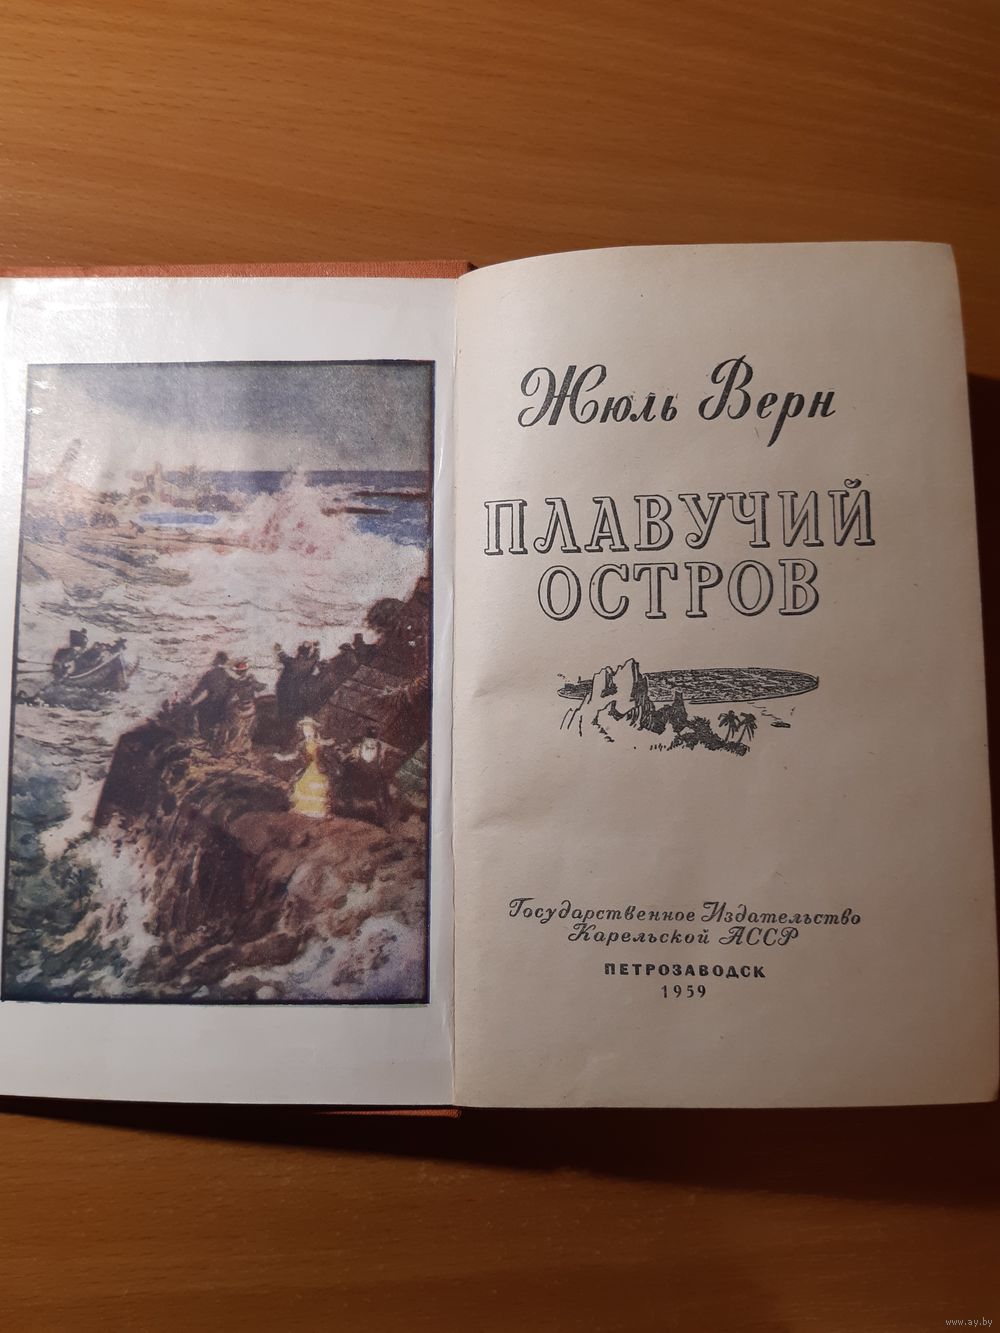 Жюль Верн
ПЛАВУЧИЙ
ОСТРОВ
Государственное Издательство
Карельской АССР
ПЕТРОЗАВОДСК
1959
www.ay.by